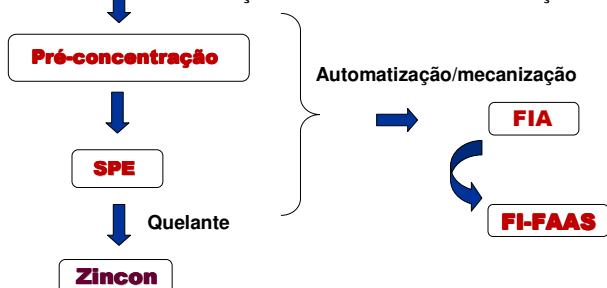 Pré-concentração
Automatização/mecanização
FIA
SPE
FI-FAAS
Quelante
Zincon